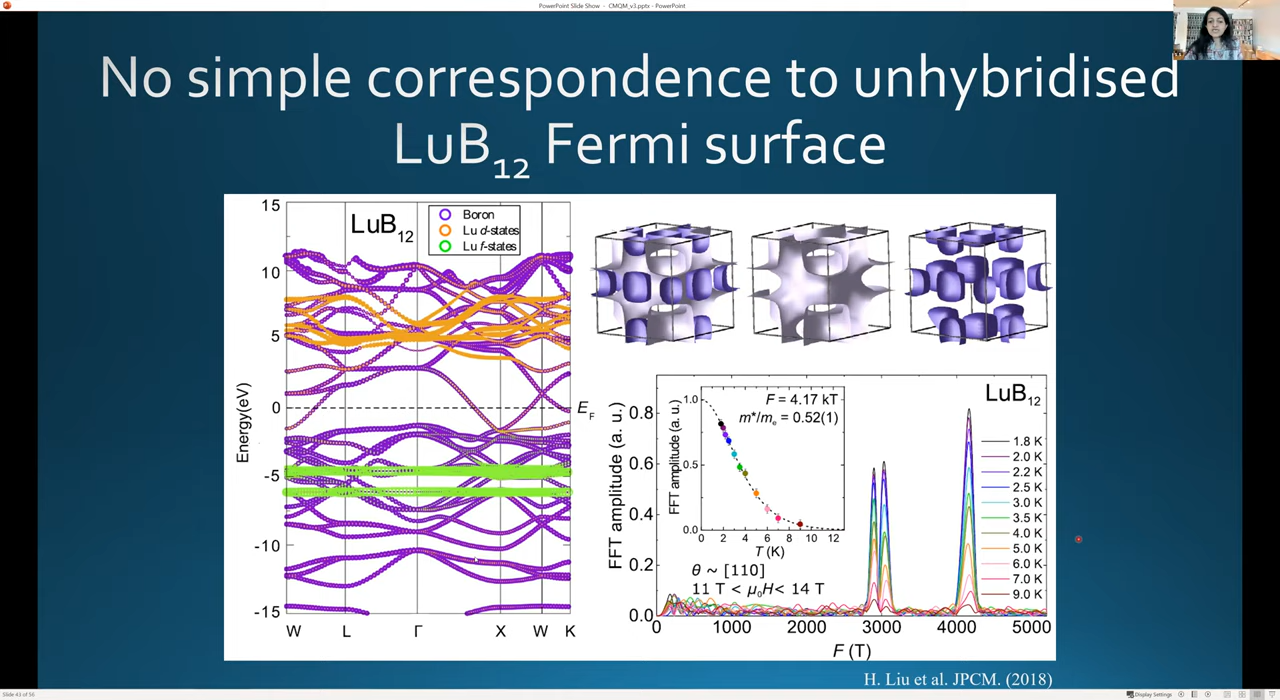 PowerPoint Slide Show - CMQM_v3.pptx - PowerPoint
No simple correspondence to unhybridised
LuB₁₂ Fermi surface
15
10
5
0
-5
-10
-15
Energy(eV)
LuB₁₂
Boron
Lu d-states
Lu f-states
E_F
W L Γ X W K
LuB₁₂
0.8
0.6
0.4
0.2
0.0
FFT amplitude (a. u.)
0 1000 2000 3000 4000 5000
F (T)
1.0
0.5
0.0
FFT amplitude (a.u.)
F = 4.17 kT
m*/mₑ = 0.52(1)
0 2 4 6 8 10 12
T (K)
θ ~ [110]
11 T < μ₀H< 14 T
1.8 K
2.0 K
2.2 K
2.5 K
3.0 K
3.5 K
4.0 K
5.0 K
6.0 K
7.0 K
9.0 K
H. Liu et al. JPCM. (2018)
Slide 43 of 56
Display Settings